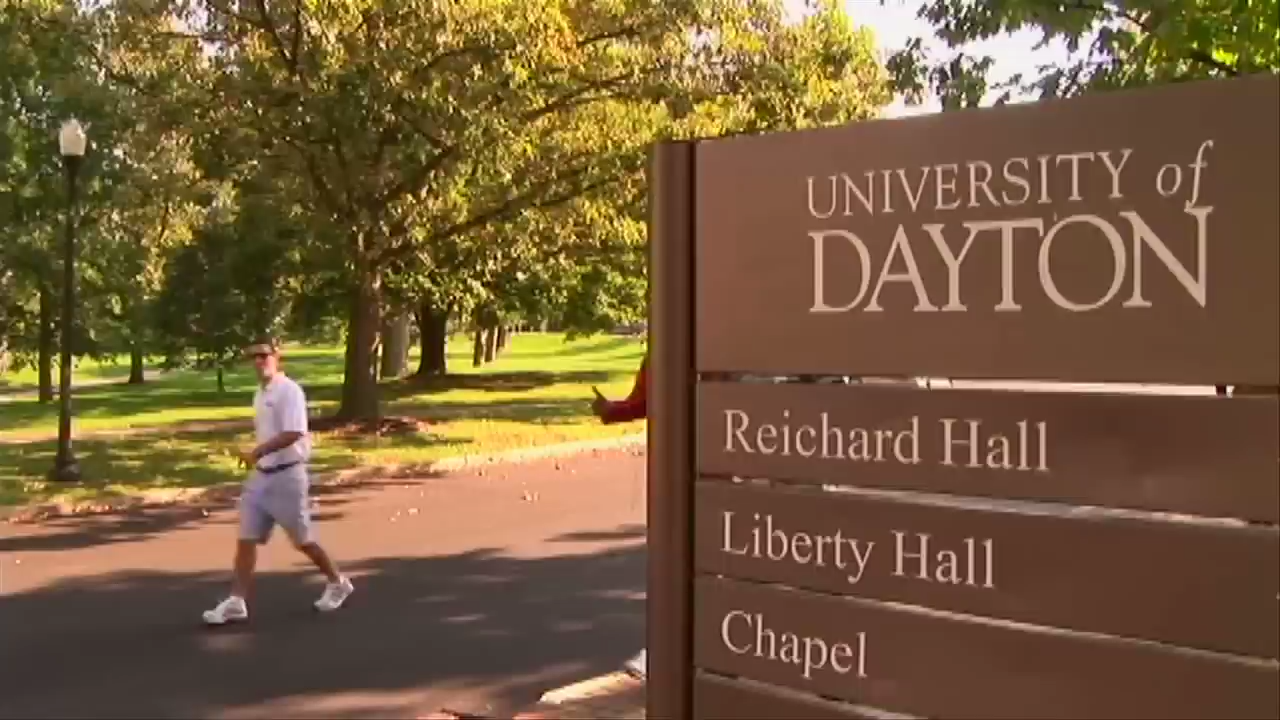 UNIVERSITY of
DAYTON
Reichard Hall
Liberty Hall
Chapel